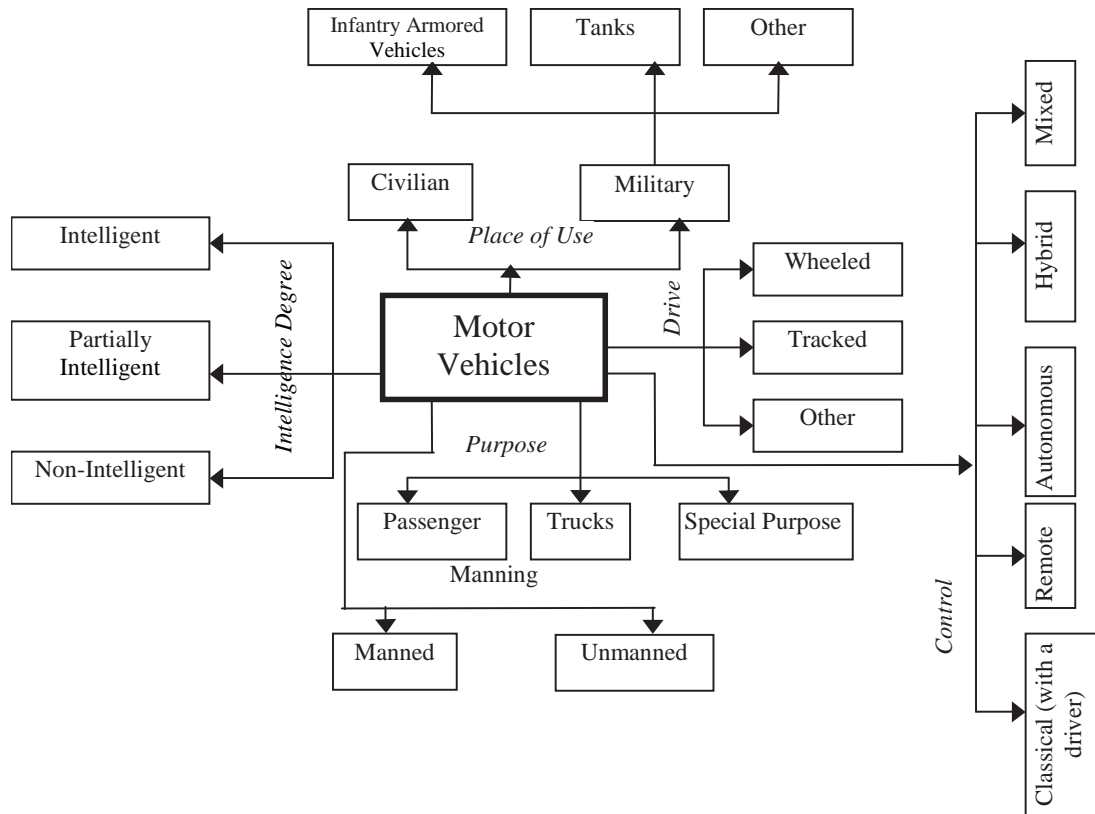 Infantry Armored
Vehicles
Tanks
Other
Mixed
Civilian
Military
Hybrid
Intelligent
Place of Use
Wheeled
Intelligence Degree
Motor
Vehicles
Drive
Partially
Intelligent
Tracked
Autonomous
Other
Purpose
Non-Intelligent
Passenger
Trucks
Special Purpose
Remote
Manning
Control
Manned
Unmanned
Classical (with a
driver)